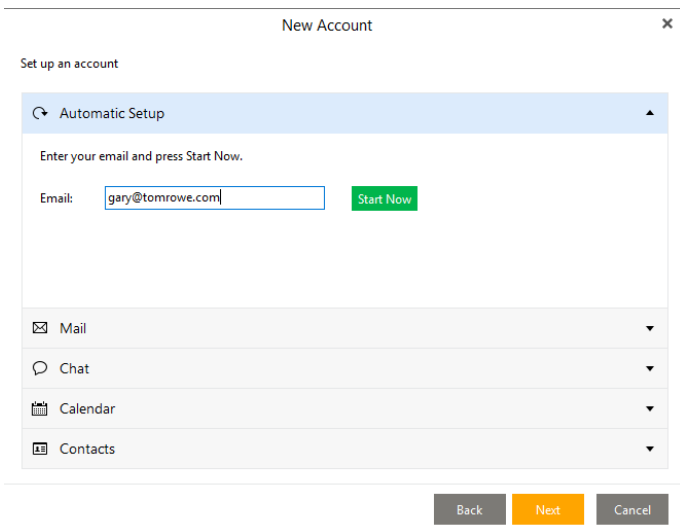 New Account
Set up an account
Automatic Setup
Enter your email and press Start Now.
Email: gary@tomrowe.com Start Now
Mail
Chat
Calendar
Contacts
Back Next Cancel